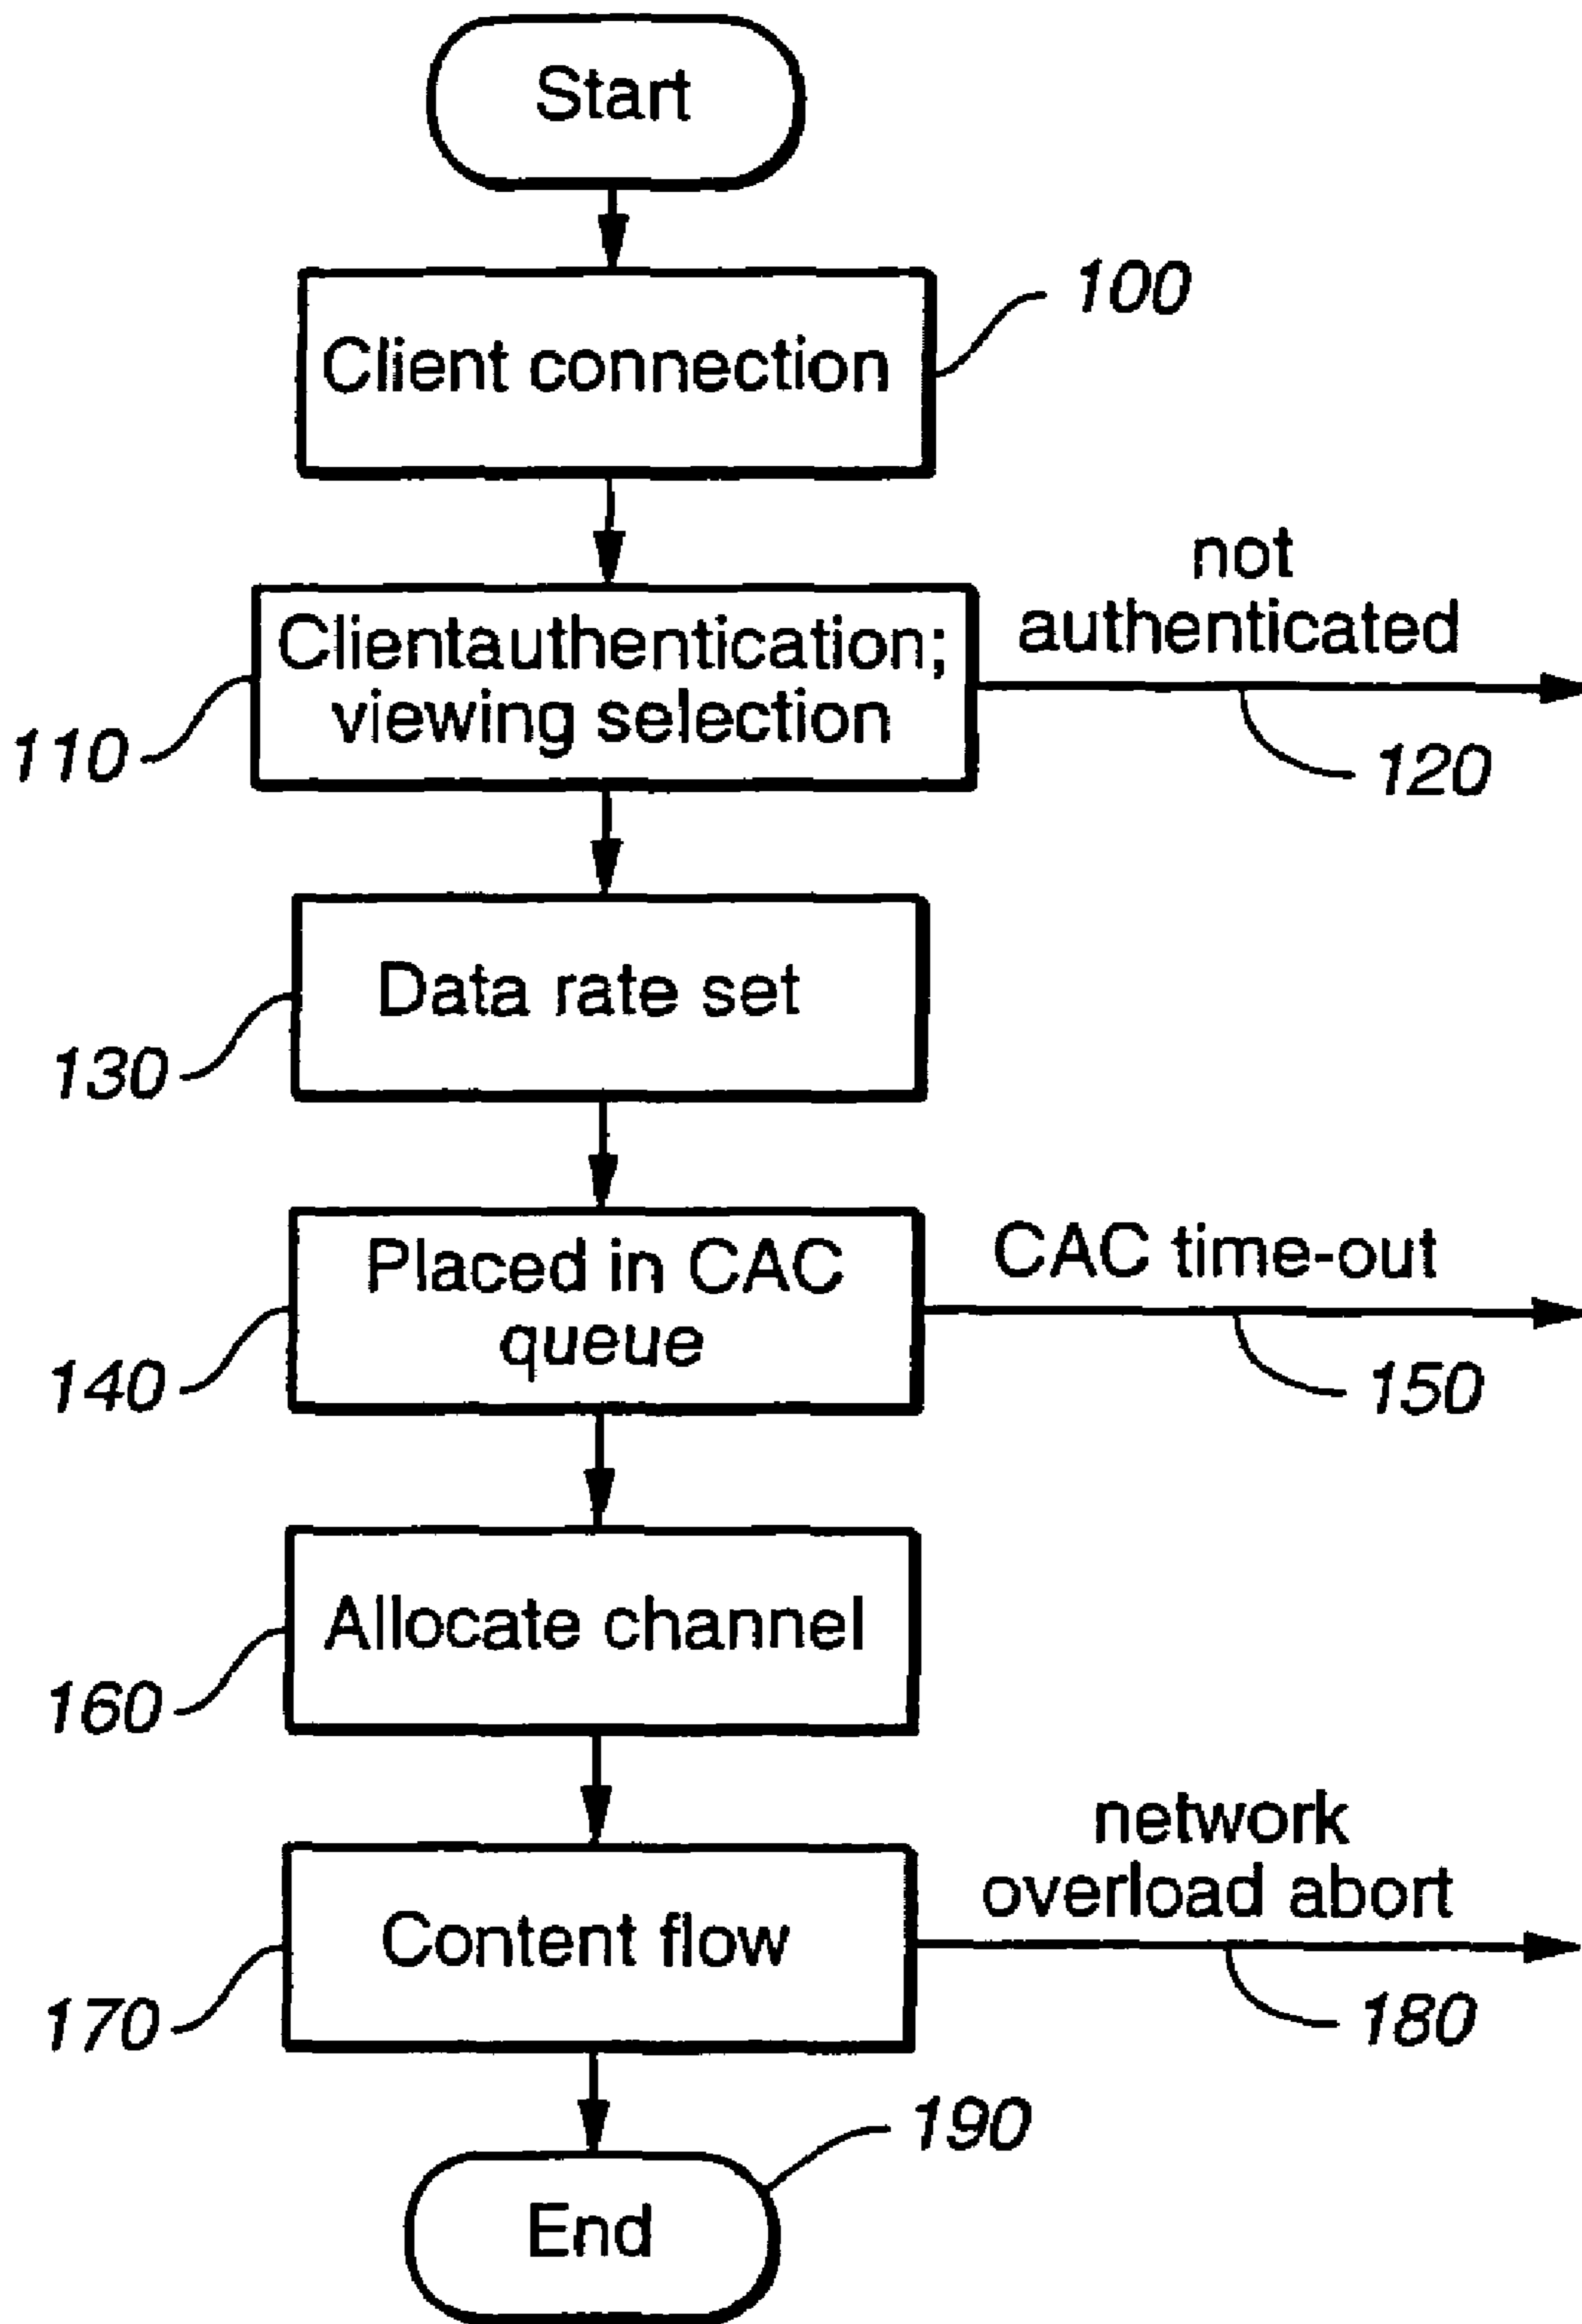 Start
100
Client connection
not
authenticated
Clientauthentication;
viewing selection
110
120
Data rate set
130
Placed in CAC
queue
CAC time-out
140
150
Allocate channel
160
network
overload abort
Content flow
170
180
190
End